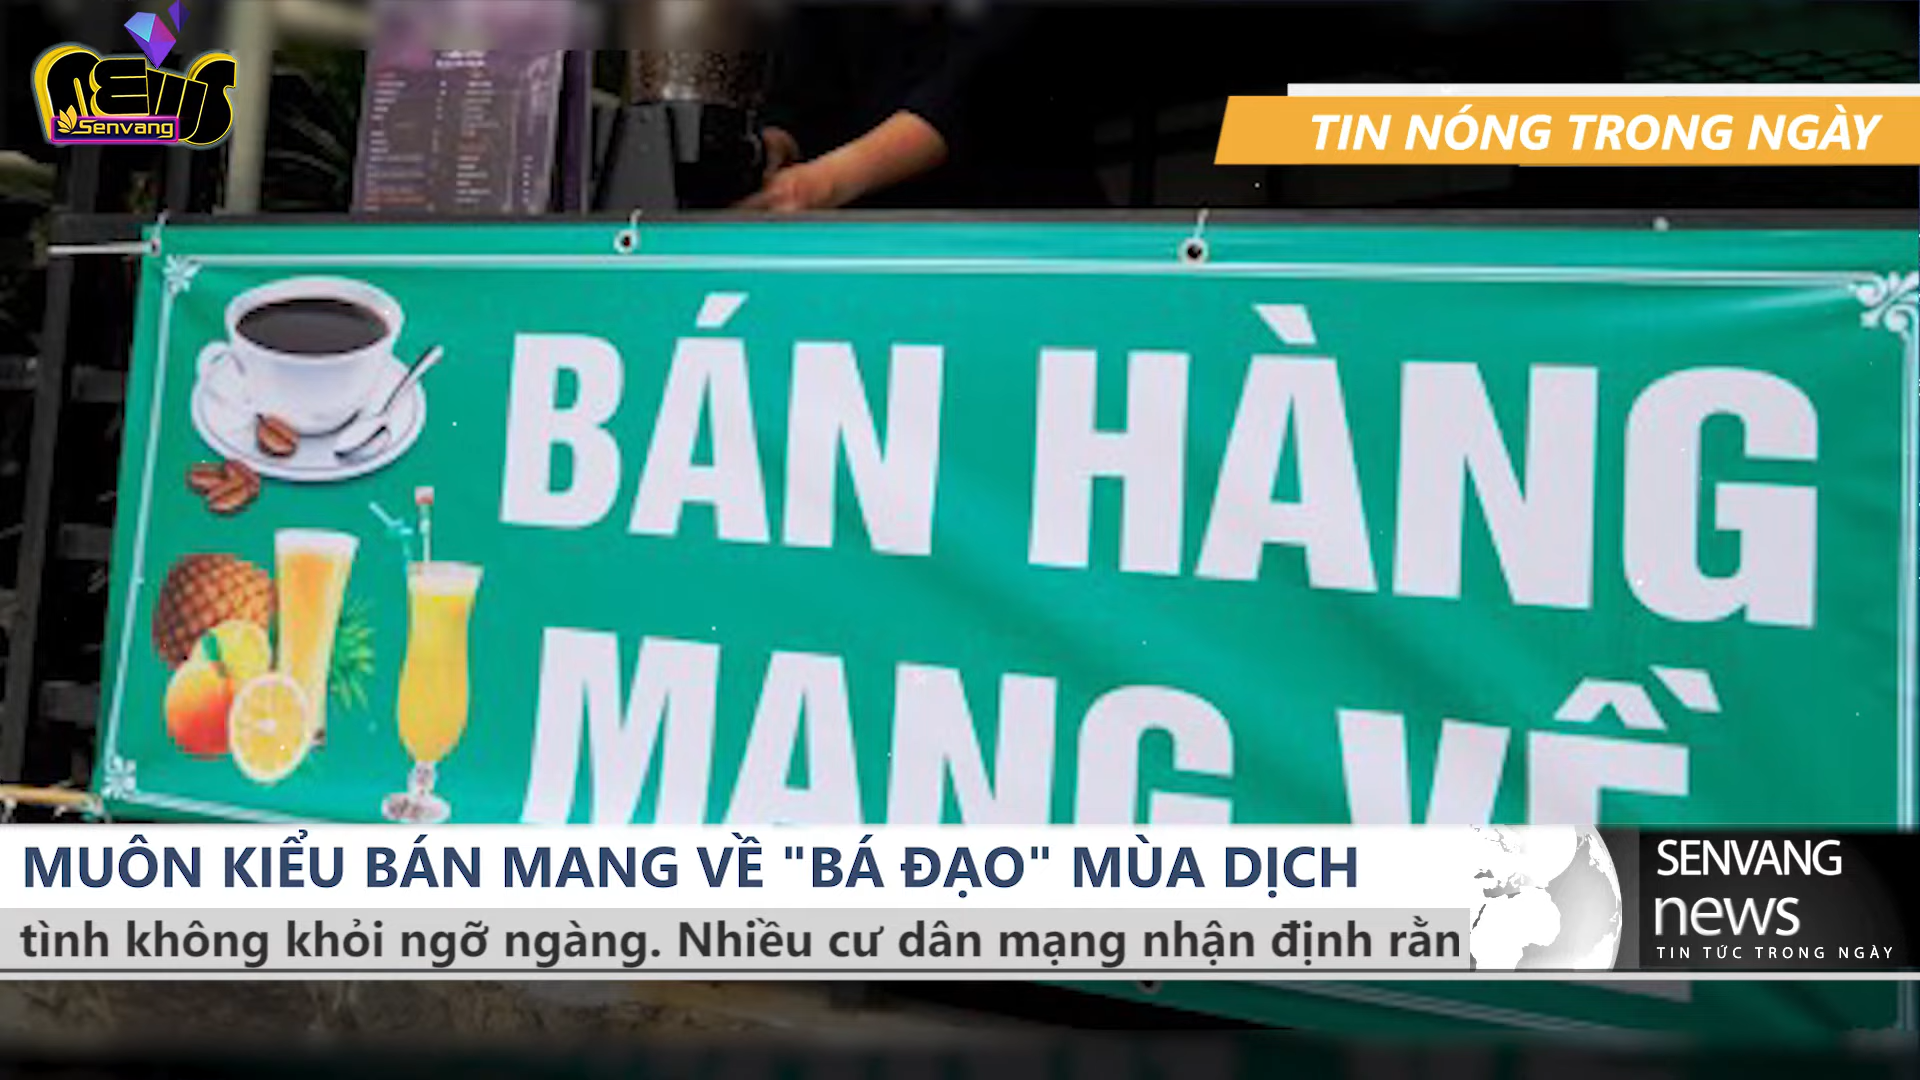 news
Senvang
TIN NÓNG TRONG NGÀY
BÁN HÀNG
MANG VỀ
MUÔN KIỂU BÁN MANG VỀ "BÁ ĐẠO" MÙA DỊCH
tình không khỏi ngỡ ngàng. Nhiều cư dân mạng nhận định rằn
SENVANG
news
TIN TỨC TRONG NGÀY